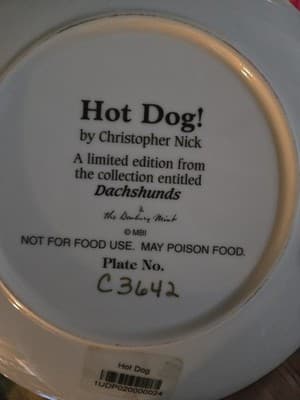 Hot Dog!
by Christopher Nick
A limited edition from
the collection entitled
Dachshunds
&
The Danbury Mint
© MBI
NOT FOR FOOD USE. MAY POISON FOOD.
Plate No.
C3642
Hot Dog
1UDP020000024